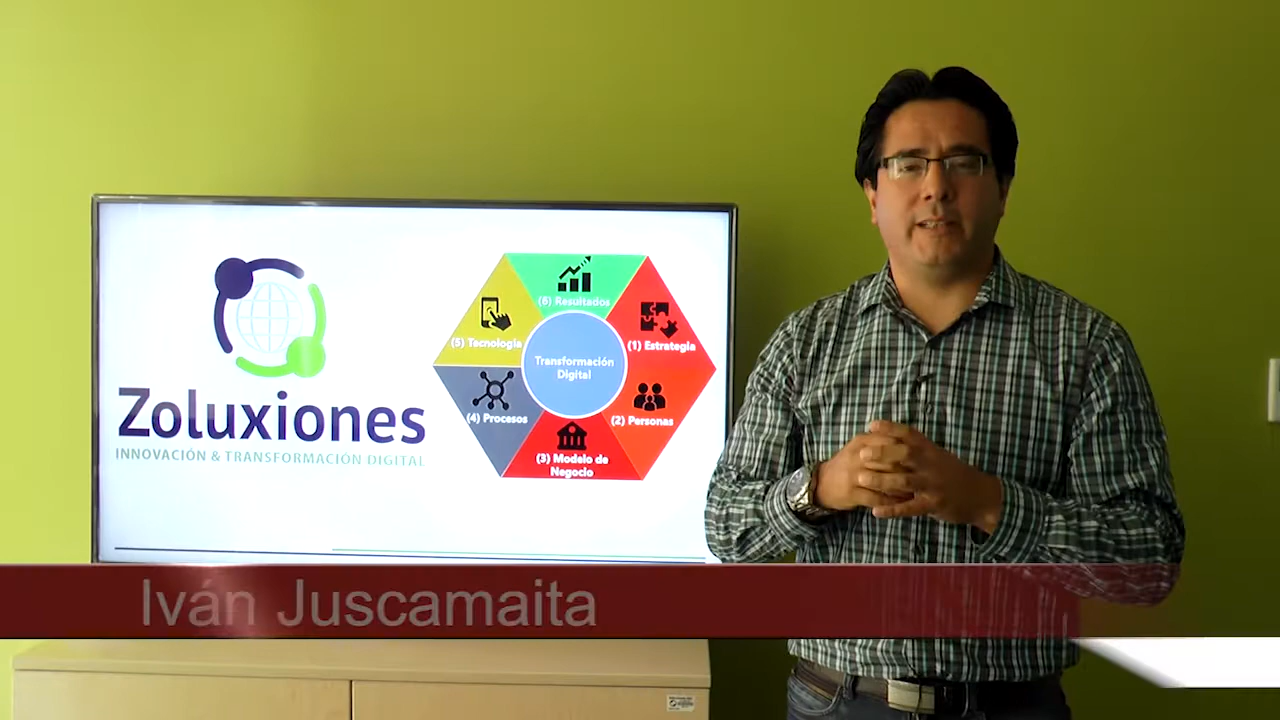 Zoluxiones
INNOVACIÓN & TRANSFORMACIÓN DIGITAL
(6) Resultados
(1) Estrategia
(2) Personas
(3) Modelo de
Negocio
(4) Procesos
(5) Tecnología
Transformación
Digital
Iván Juscamaita